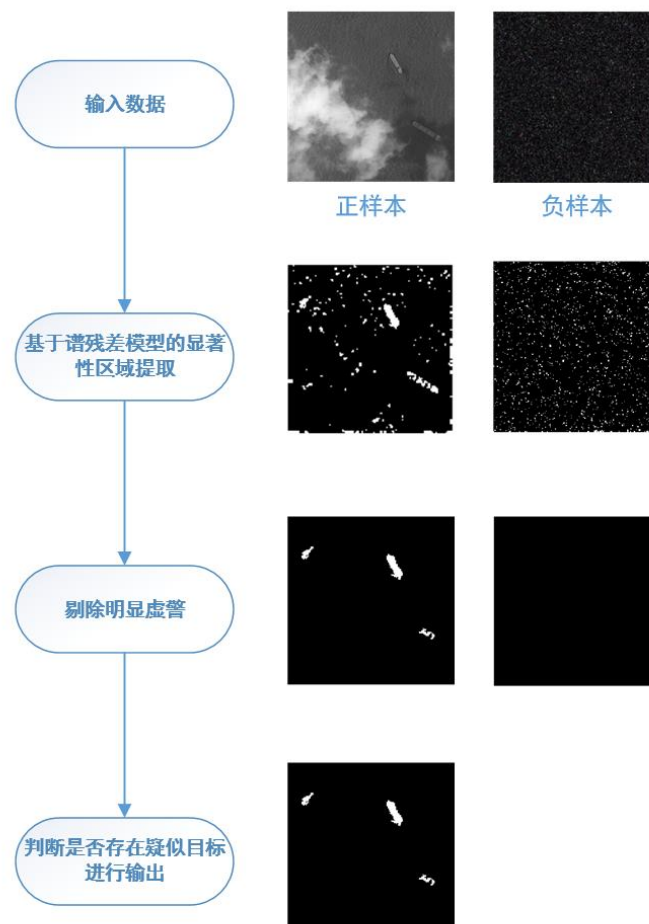 输入数据
正样本
负样本
基于谱残差模型的显著
性区域提取
剔除明显虚警
判断是否存在疑似目标
进行输出